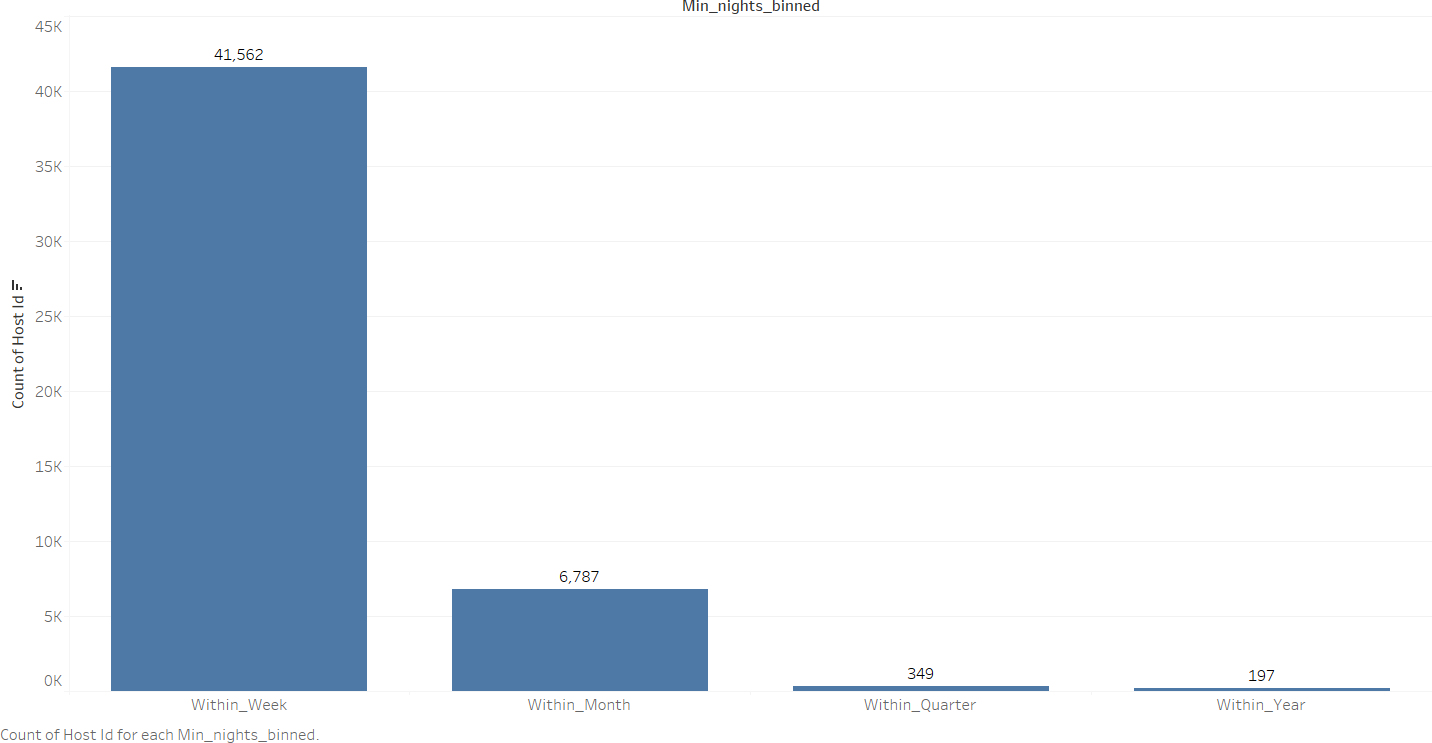 Min_nights_binned
45K
40K
35K
30K
25K
20K
15K
10K
5K
0K
Count of Host Id
41,562
6,787
349
197
Within_Week
Within_Month
Within_Quarter
Within_Year
Count of Host Id for each Min_nights_binned.